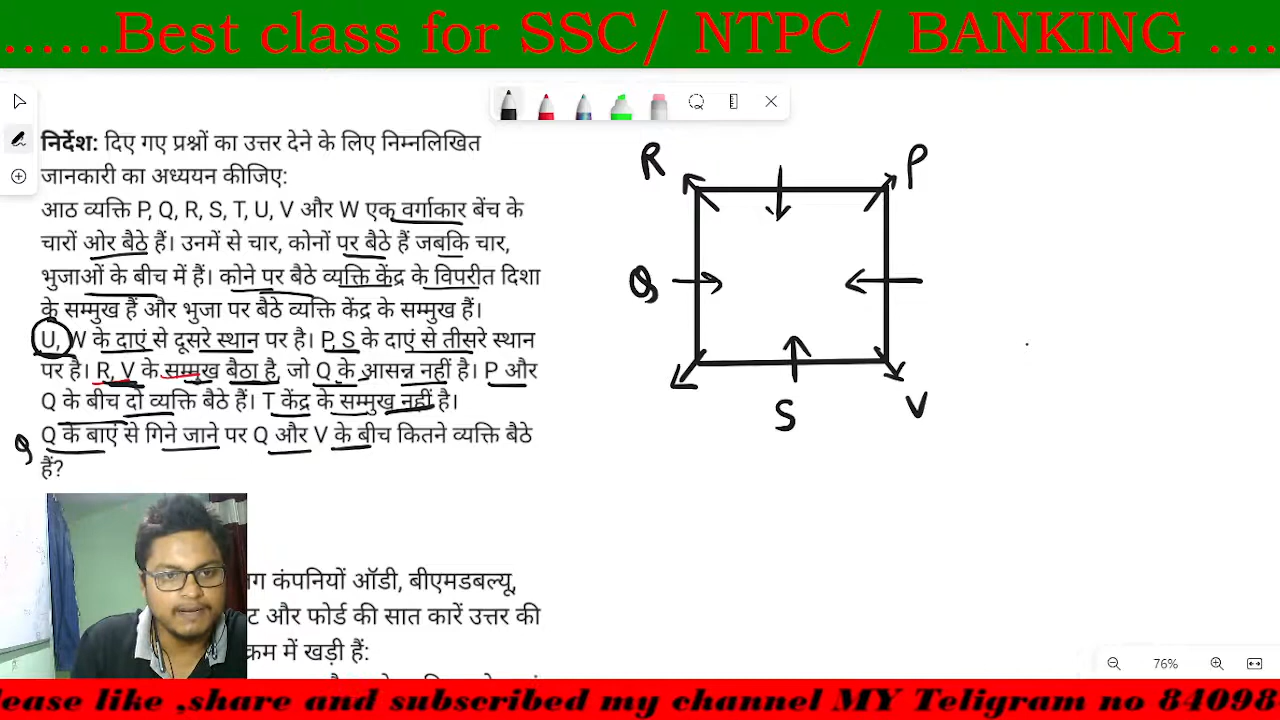 ......Best class for SSC/ NTPC/ BANKING ....
निर्देश: दिए गए प्रश्नों का उत्तर देने के लिए निम्नलिखित
जानकारी का अध्ययन कीजिए:
आठ व्यक्ति P, Q, R, S, T, U, V और W एक वर्गाकार बेंच के
चारों ओर बैठे हैं। उनमें से चार, कोनों पर बैठे हैं जबकि चार,
भुजाओं के बीच में हैं। कोने पर बैठे व्यक्ति केंद्र के विपरीत दिशा
के सम्मुख हैं और भुजा पर बैठे व्यक्ति केंद्र के सम्मुख हैं।
U, W के दाएं से दूसरे स्थान पर है। P, S के दाएं से तीसरे स्थान
पर है। R, V के सम्मुख बैठा है, जो Q के आसन्न नहीं है। P और
Q के बीच दो व्यक्ति बैठे हैं। T केंद्र के सम्मुख नहीं है।
Q के बाएं से गिने जाने पर Q और V के बीच कितने व्यक्ति बैठे
हैं?
Q
R
P
Q
S
V
कंपनियों ऑडी, बीएमडबल्यू,
और फोर्ड की सात कारें उत्तर की
क्रम में खड़ी हैं:
76%
lease like ,share and subscribed my channel MY Teligram no 84098